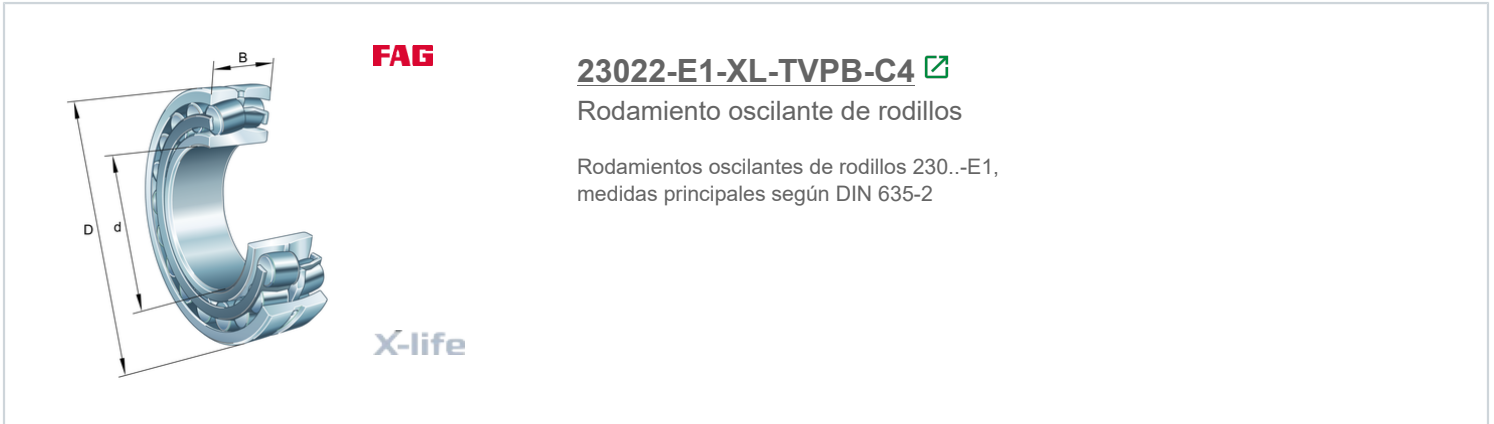 FAG
B
D
d
X-life
23022-E1-XL-TVPB-C4
Rodamiento oscilante de rodillos
Rodamientos oscilantes de rodillos 230..-E1,
medidas principales según DIN 635-2